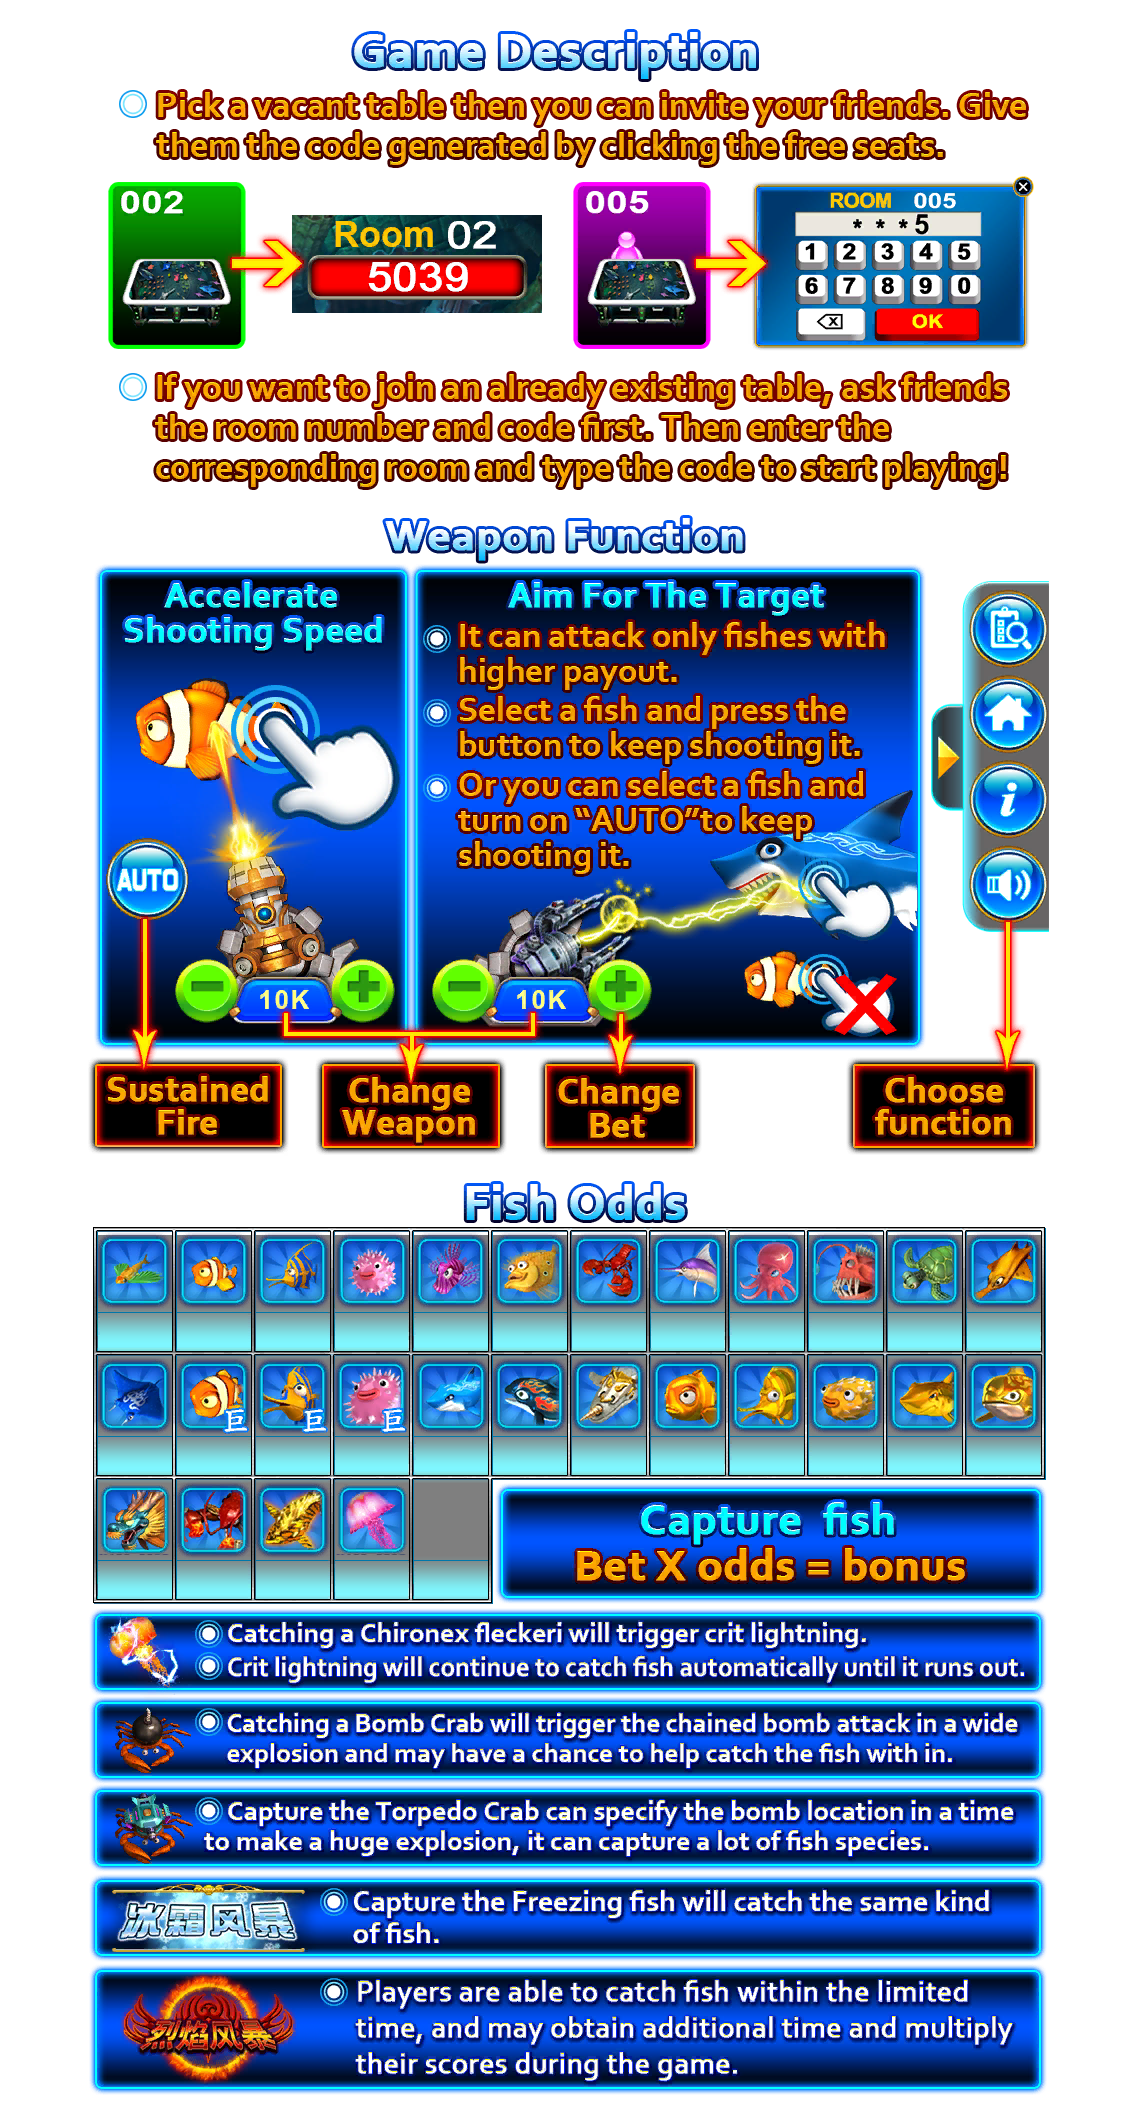 Game Description
Pick a vacant table then you can invite your friends. Give
them the code generated by clicking the free seats.
002
Room 02
5039
005
ROOM 005
* * * 5
1 2 3 4 5
6 7 8 9 0
OK
If you want to join an already existing table, ask friends
the room number and code first. Then enter the
corresponding room and type the code to start playing!
Weapon Function
Accelerate
Shooting Speed
AUTO
10K
Aim For The Target
It can attack only fishes with
higher payout.
Select a fish and press the
button to keep shooting it.
Or you can select a fish and
turn on “AUTO”to keep
shooting it.
10K
Sustained
Fire
Change
Weapon
Change
Bet
Choose
function
Fish Odds
巨
巨
巨
Capture fish
Bet X odds = bonus
Catching a Chironex fleckeri will trigger crit lightning.
Crit lightning will continue to catch fish automatically until it runs out.
Catching a Bomb Crab will trigger the chained bomb attack in a wide
explosion and may have a chance to help catch the fish with in.
Capture the Torpedo Crab can specify the bomb location in a time
to make a huge explosion, it can capture a lot of fish species.
冰霜风暴
Capture the Freezing fish will catch the same kind
of fish.
烈焰风暴
Players are able to catch fish within the limited
time, and may obtain additional time and multiply
their scores during the game.